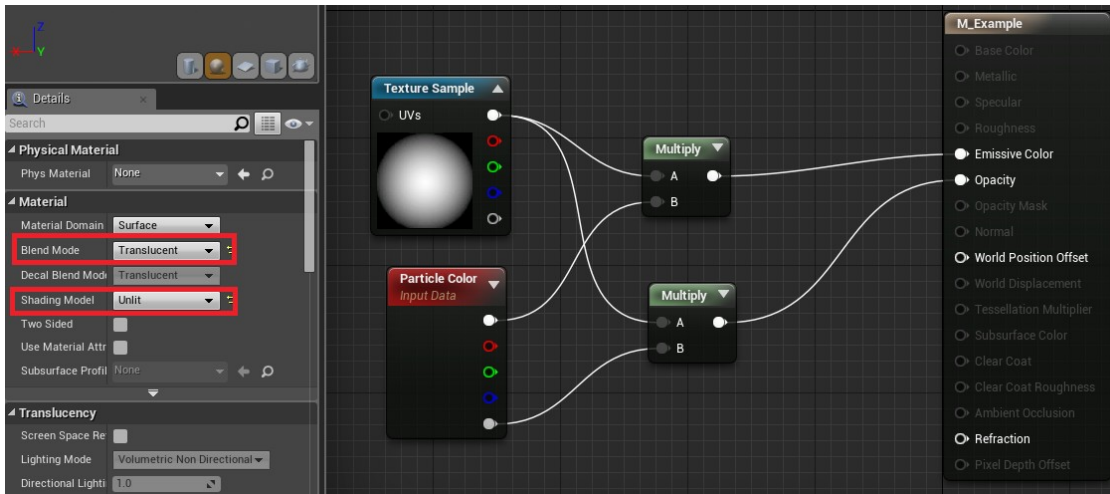 Z
Y
Details
Search
Physical Material
Phys Material None
Material
Material Domain Surface
Blend Mode Translucent
Decal Blend Mod Translucent
Shading Model Unlit
Two Sided
Use Material Attr
Subsurface Profil None
Translucency
Screen Space Re
Lighting Mode Volumetric Non Directional
Directional Lighti 1.0
Texture Sample
UVs
Particle Color
Input Data
Multiply
A
B
Multiply
A
B
M_Example
Base Color
Metallic
Specular
Roughness
Emissive Color
Opacity
Opacity Mask
Normal
World Position Offset
World Displacement
Tessellation Multiplier
Subsurface Color
Clear Coat
Clear Coat Roughness
Ambient Occlusion
Refraction
Pixel Depth Offset